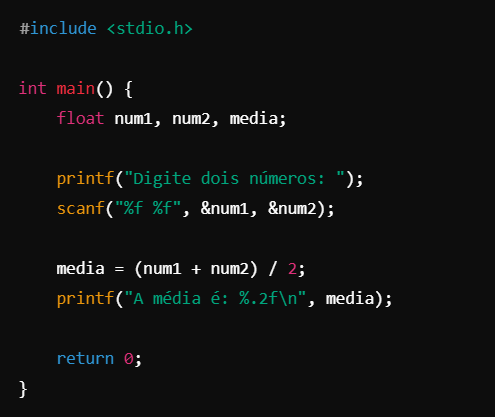 #include <stdio.h>
int main() {
    float num1, num2, media;
    printf("Digite dois números: ");
    scanf("%f %f", &num1, &num2);
    media = (num1 + num2) / 2;
    printf("A média é: %.2f\n", media);
    return 0;
}